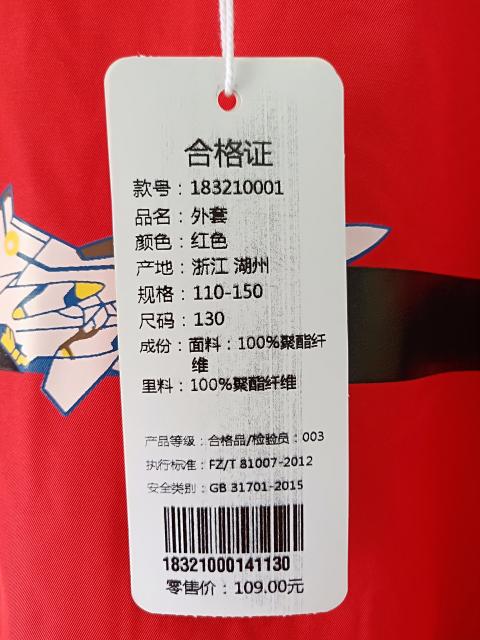 合格证
款号：183210001
品名：外套
颜色：红色
产地：浙江 湖州
规格：110-150
尺码：130
成份：面料：100%聚酯纤
维
里料：100%聚酯纤维
产品等级：合格品/检验员：003
执行标准：FZ/T 81007-2012
安全类别：GB 31701-2015
18321000141130
零售价：109.00元